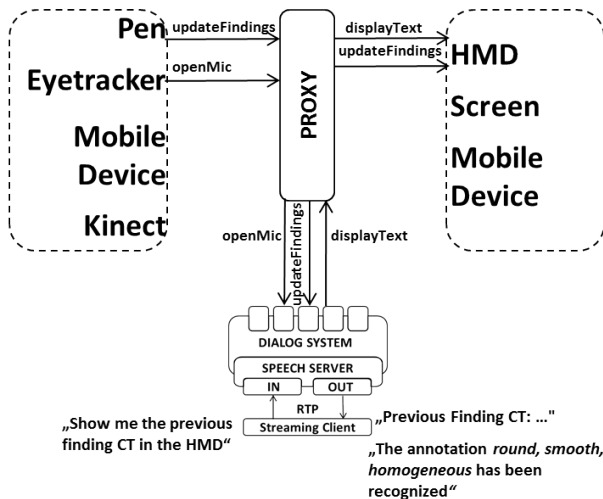 Pen
updateFindings
displayText
updateFindings
HMD
Eyetracker
openMic
PROXY
Screen
Mobile
Device
Mobile
Device
Kinect
openMic
updateFindings
displayText
DIALOG SYSTEM
SPEECH SERVER
IN
OUT
RTP
Streaming Client
„Show me the previous
finding CT in the HMD“
„Previous Finding CT: ..."
„The annotation round, smooth,
homogeneous has been
recognized“